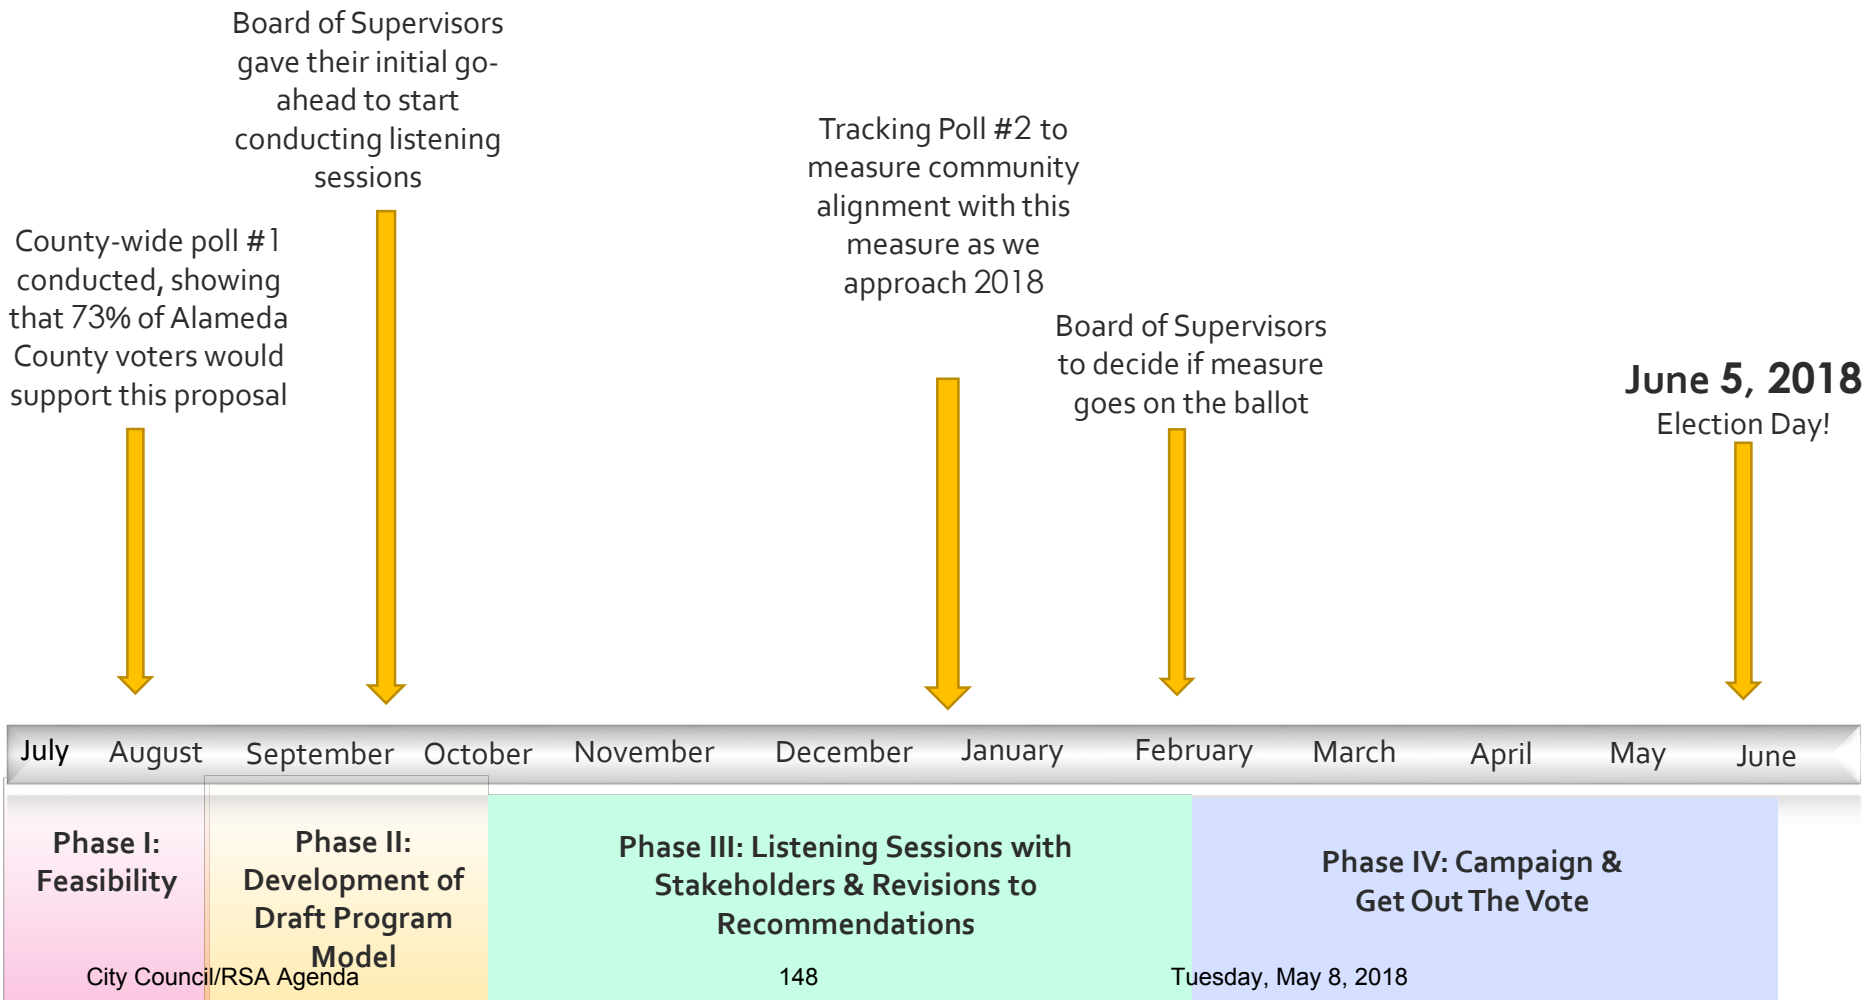 Board of Supervisors
gave their initial go-
ahead to start
conducting listening
sessions
County-wide poll #1
conducted, showing
that 73% of Alameda
County voters would
support this proposal
Tracking Poll #2 to
measure community
alignment with this
measure as we
approach 2018
Board of Supervisors
to decide if measure
goes on the ballot
June 5, 2018
Election Day!
July August September October November December January February March April May June
Phase I:
Feasibility
Phase II:
Development of
Draft Program
Model
Phase III: Listening Sessions with
Stakeholders & Revisions to
Recommendations
Phase IV: Campaign &
Get Out The Vote
City Council/RSA Agenda 148 Tuesday, May 8, 2018